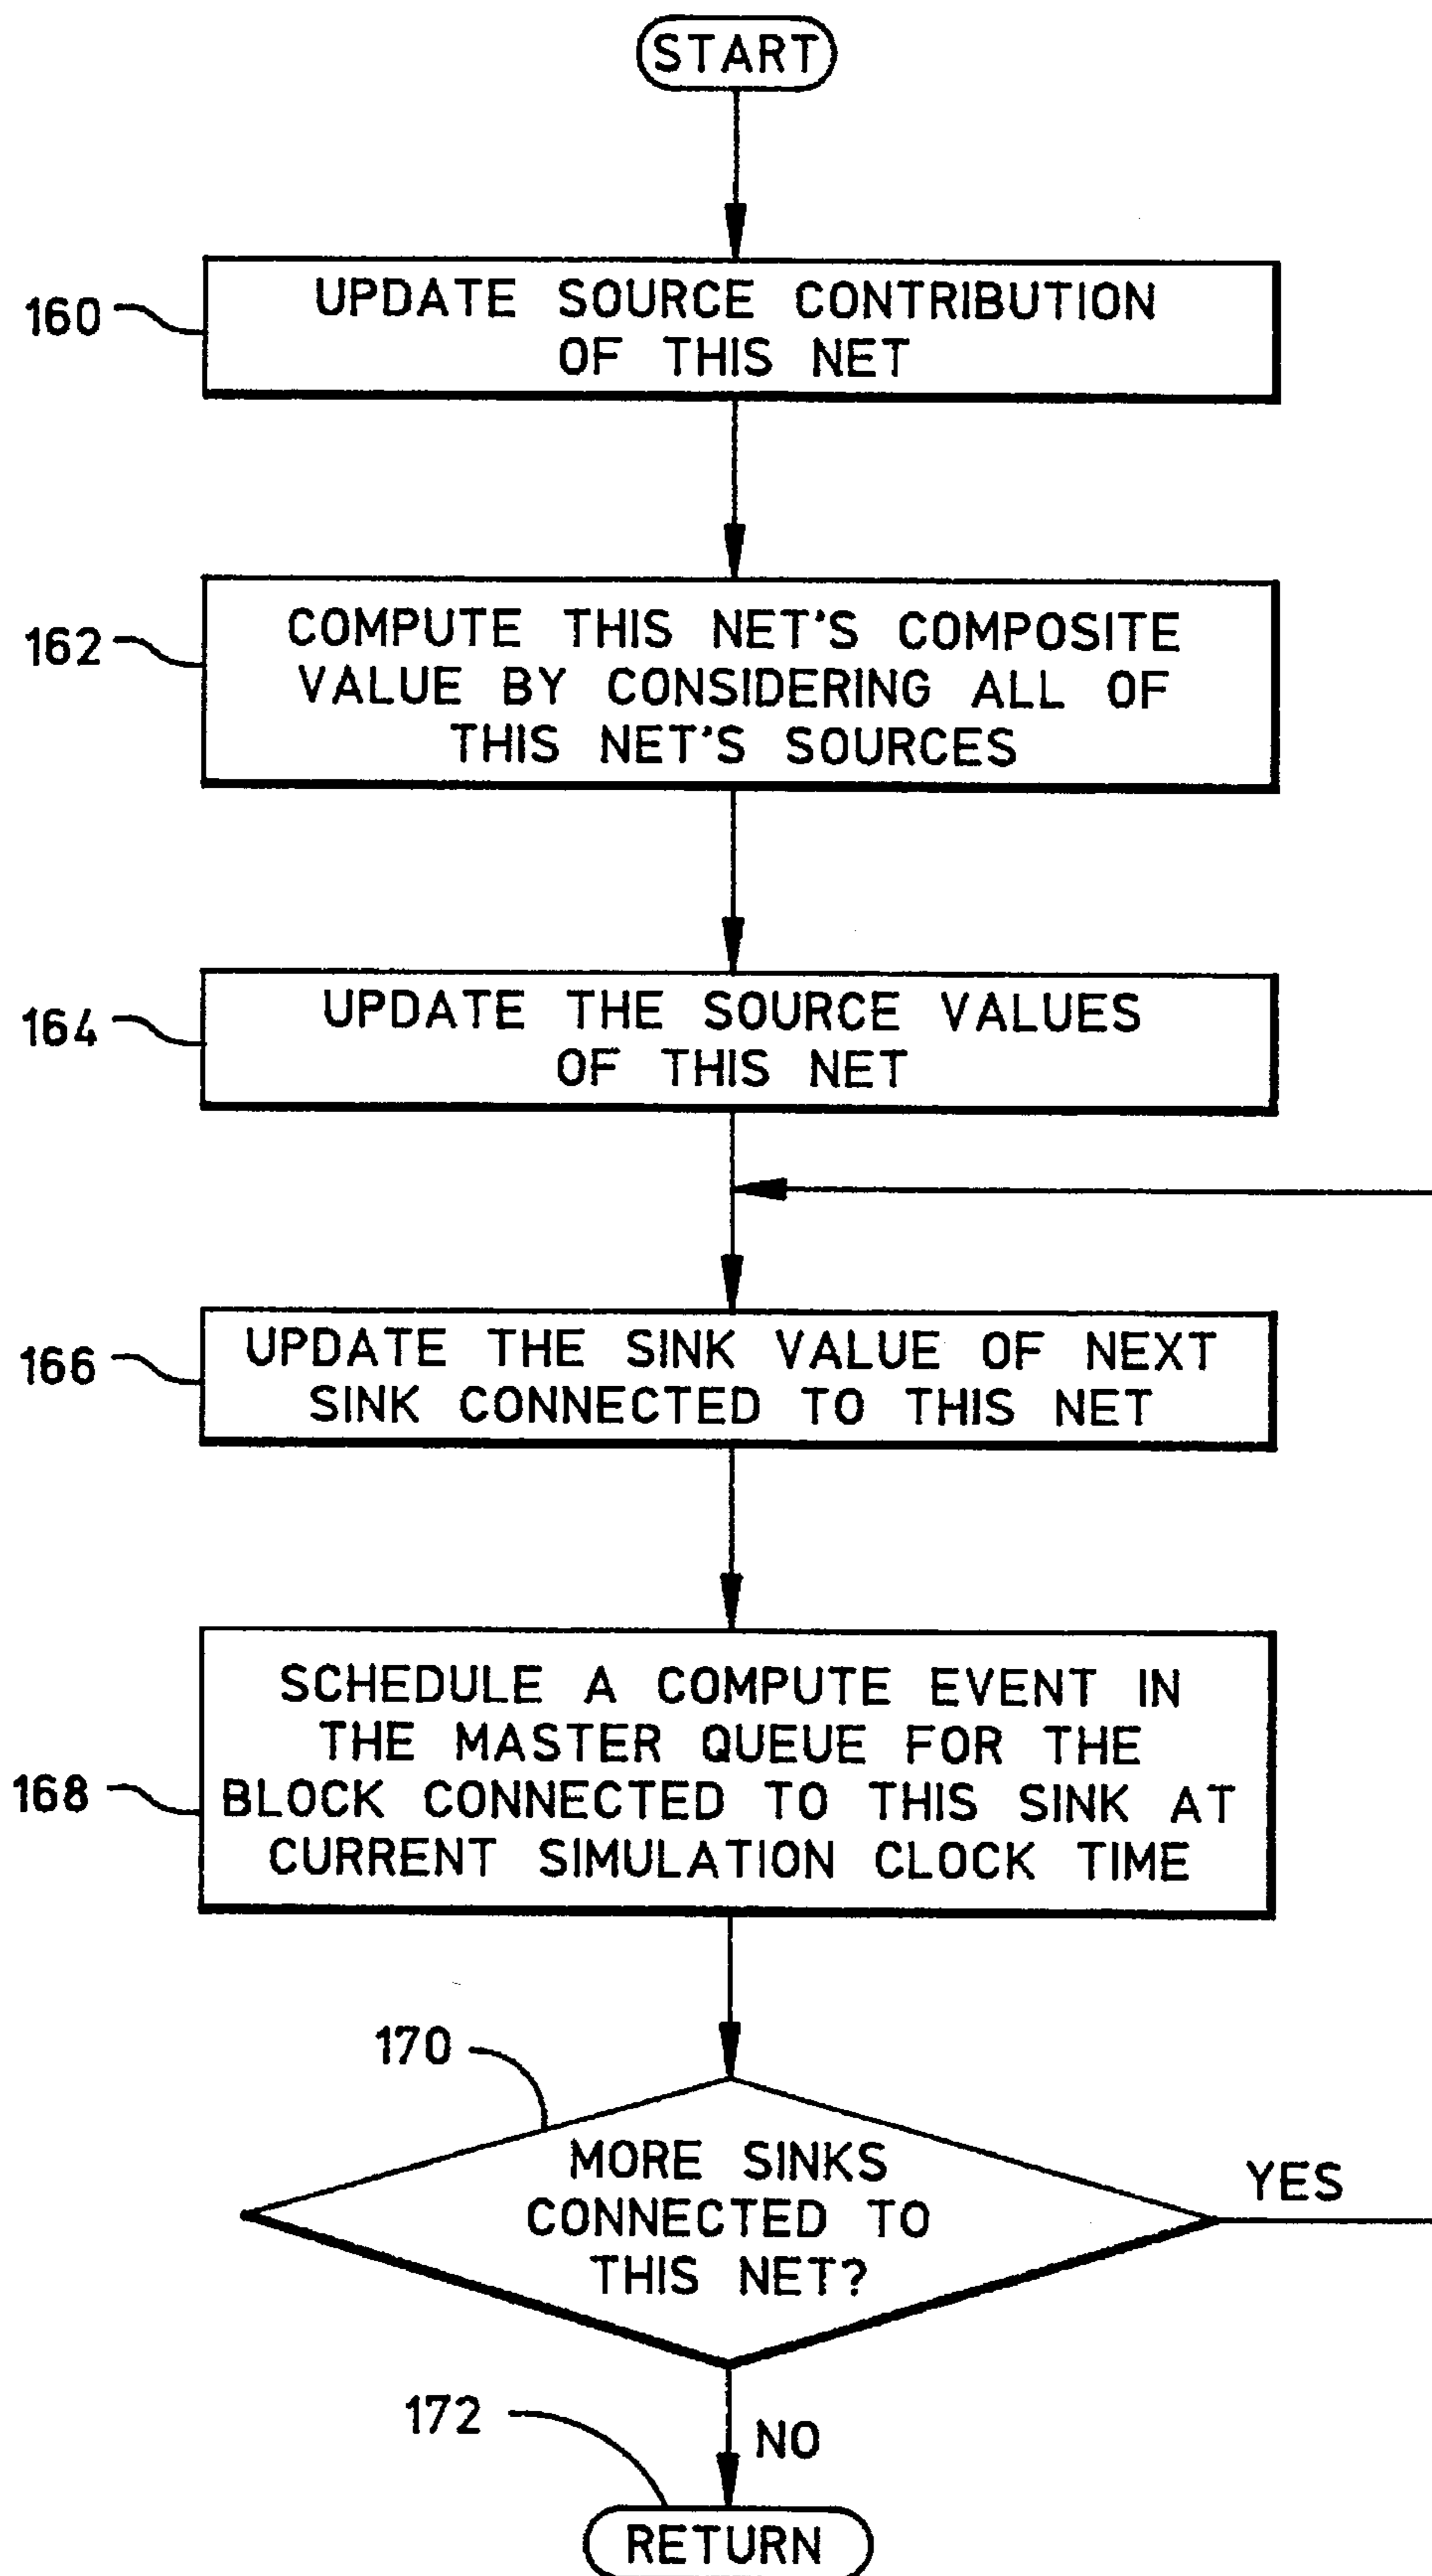 START
160
UPDATE SOURCE CONTRIBUTION
OF THIS NET
162
COMPUTE THIS NET'S COMPOSITE
VALUE BY CONSIDERING ALL OF
THIS NET'S SOURCES
164
UPDATE THE SOURCE VALUES
OF THIS NET
166
UPDATE THE SINK VALUE OF NEXT
SINK CONNECTED TO THIS NET
168
SCHEDULE A COMPUTE EVENT IN
THE MASTER QUEUE FOR THE
BLOCK CONNECTED TO THIS SINK AT
CURRENT SIMULATION CLOCK TIME
170
MORE SINKS
CONNECTED TO
THIS NET?
YES
172
NO
RETURN